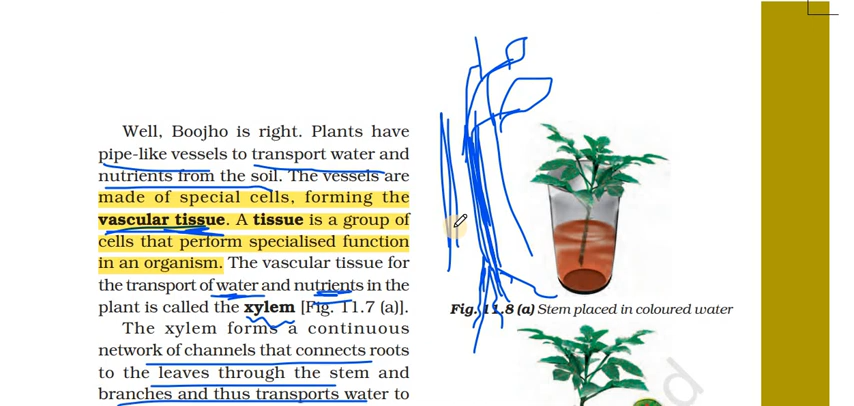 Well, Boojho is right. Plants have
pipe-like vessels to transport water and
nutrients from the soil. The vessels are
made of special cells, forming the
vascular tissue. A tissue is a group of
cells that perform specialised function
in an organism. The vascular tissue for
the transport of water and nutrients in the
plant is called the xylem [Fig. 11.7 (a)].
The xylem forms a continuous
network of channels that connects roots
to the leaves through the stem and
branches and thus transports water to
Fig. 11.8 (a) Stem placed in coloured water
d